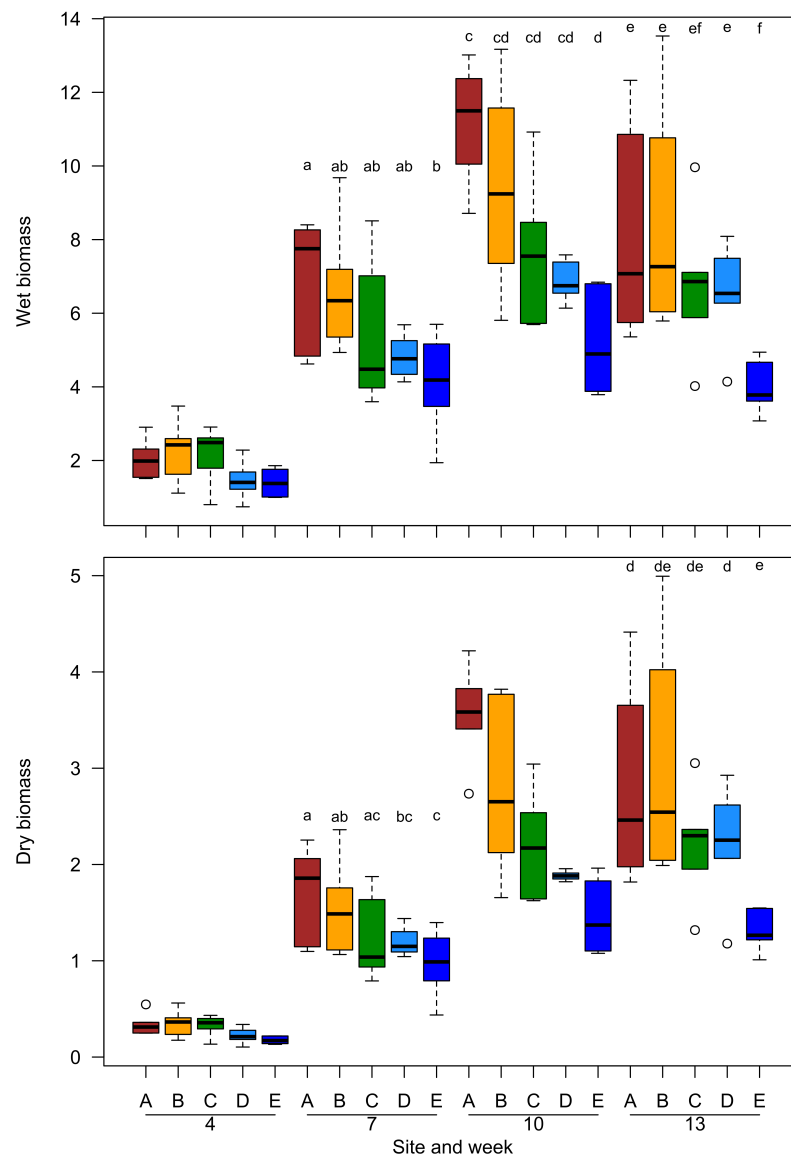 14
12
10
8
6
4
2
Wet biomass
a ab ab ab b
c cd cd cd d
e e ef e f
5
4
3
2
1
0
Dry biomass
a ab ac bc c
d de de d e
A B C D E A B C D E A B C D E A B C D E
4 7 10 13
Site and week